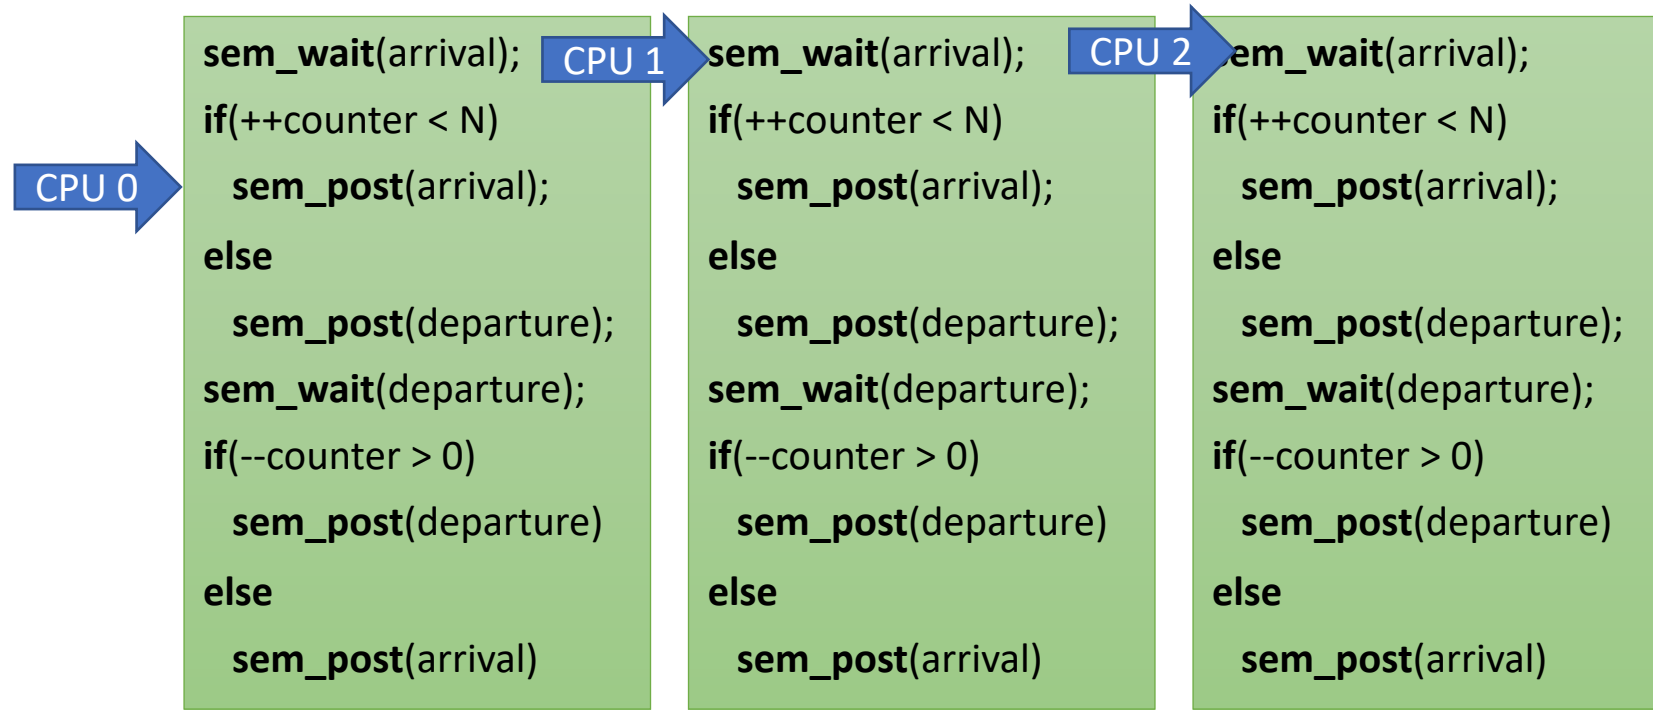 CPU 0
sem_wait(arrival);
if(++counter < N)
sem_post(arrival);
else
sem_post(departure);
sem_wait(departure);
if(--counter > 0)
sem_post(departure)
else
sem_post(arrival)
CPU 1
sem_wait(arrival);
if(++counter < N)
sem_post(arrival);
else
sem_post(departure);
sem_wait(departure);
if(--counter > 0)
sem_post(departure)
else
sem_post(arrival)
CPU 2
sem_wait(arrival);
if(++counter < N)
sem_post(arrival);
else
sem_post(departure);
sem_wait(departure);
if(--counter > 0)
sem_post(departure)
else
sem_post(arrival)